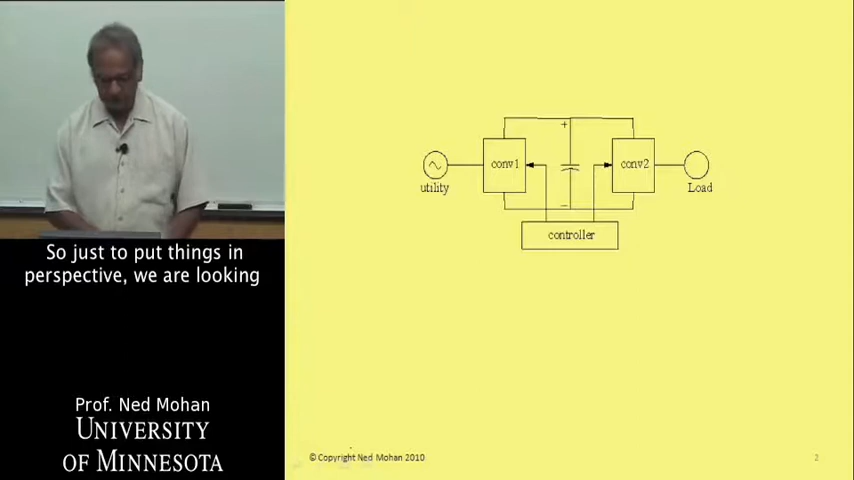 So just to put things in
perspective, we are looking
Prof. Ned Mohan
UNIVERSITY
OF MINNESOTA
+
conv1
conv2
utility
Load
−
controller
© Copyright Ned Mohan 2010
2